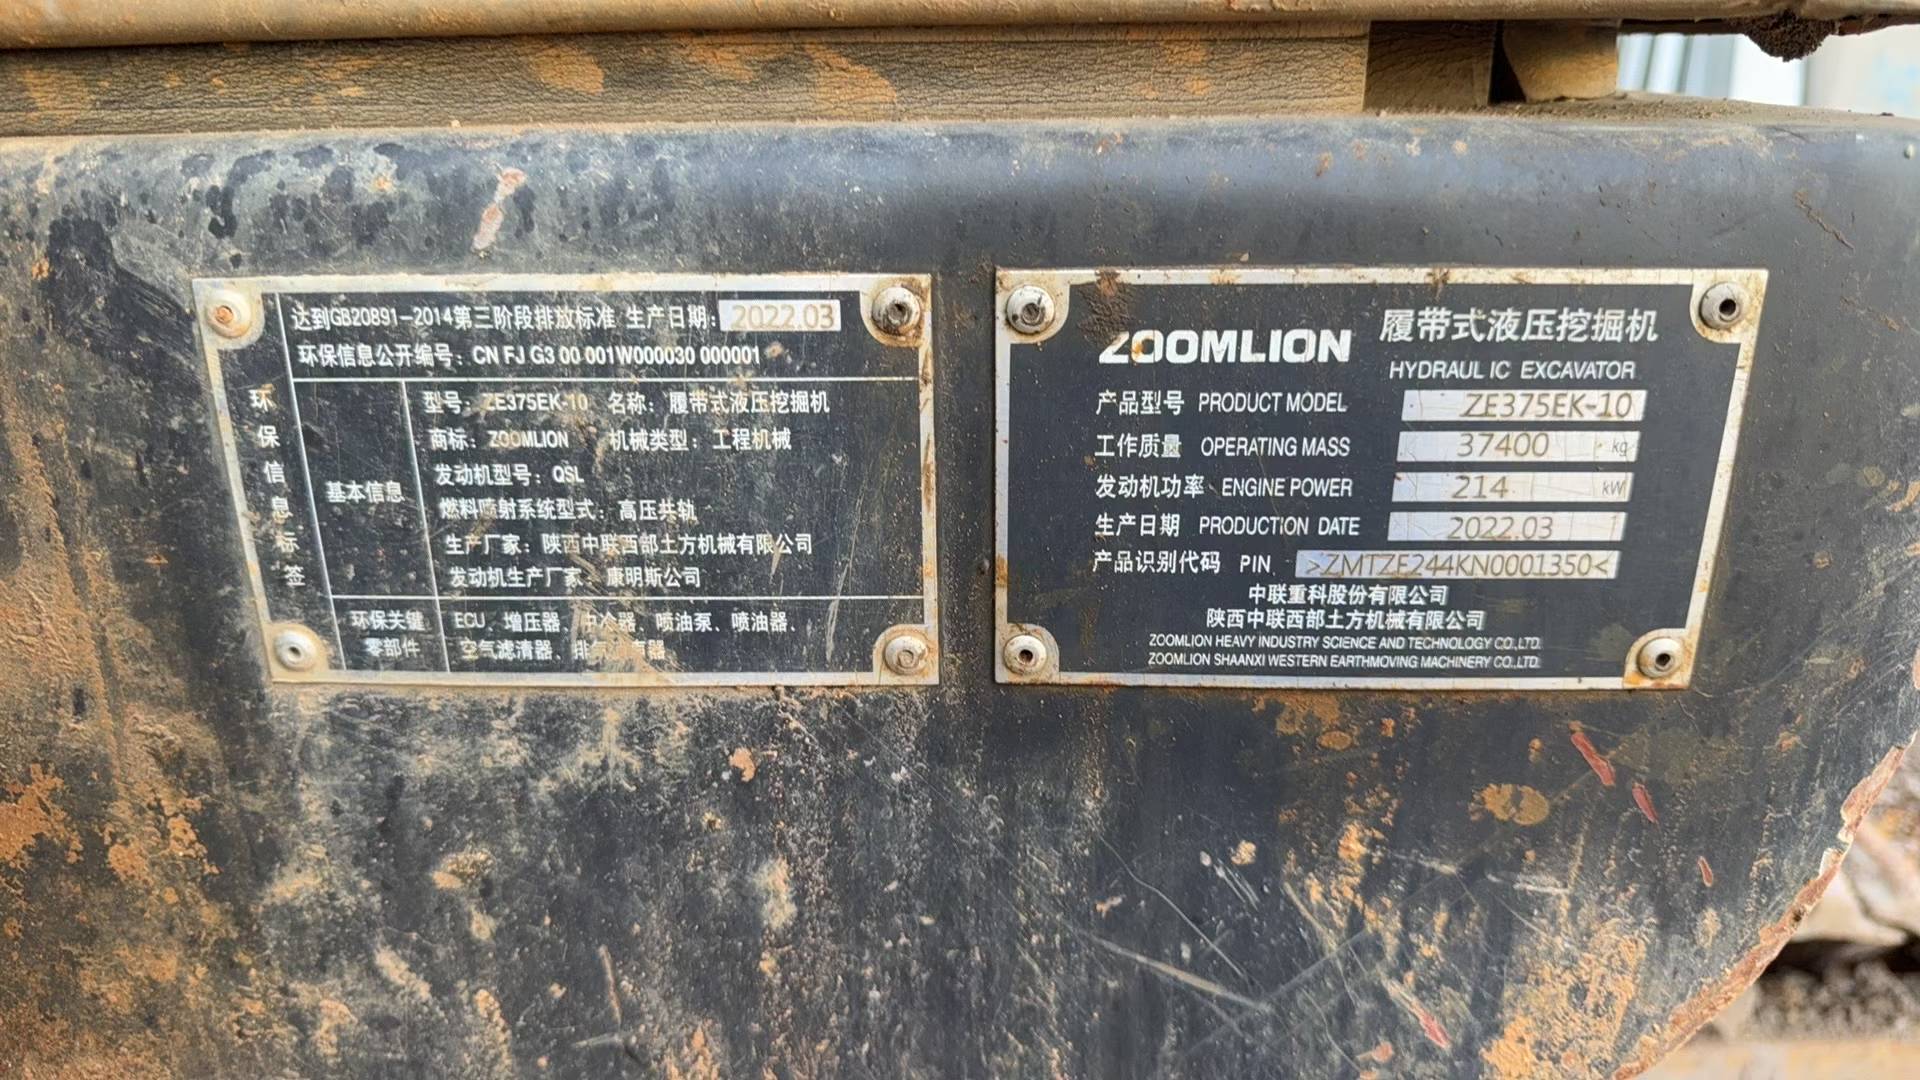 达到GB20891-2014第三阶段排放标准 生产日期: 2022.03
环保信息公开编号: CN FJ G3 00 001W000030 000001
环保信息标签
基本信息
型号: ZE375EK-10 名称: 履带式液压挖掘机
商标: ZOOMLION 机械类型: 工程机械
发动机型号: QSL
燃料喷射系统型式: 高压共轨
生产厂家: 陕西中联西部土方机械有限公司
发动机生产厂家: 康明斯公司
环保关键零部件
ECU、增压器、中冷器、喷油泵、喷油器、
空气滤清器、
ZOOMLION 履带式液压挖掘机
HYDRAULIC EXCAVATOR
产品型号 PRODUCT MODEL ZE375EK-10
工作质量 OPERATING MASS 37400 kg
发动机功率 ENGINE POWER 214 kW
生产日期 PRODUCTION DATE 2022.03
产品识别代码 PIN >ZMTZE244KN0001350<
中联重科股份有限公司
陕西中联西部土方机械有限公司
ZOOMLION HEAVY INDUSTRY SCIENCE AND TECHNOLOGY CO.,LTD.
ZOOMLION SHAANXI WESTERN EARTHMOVING MACHINERY CO.,LTD.